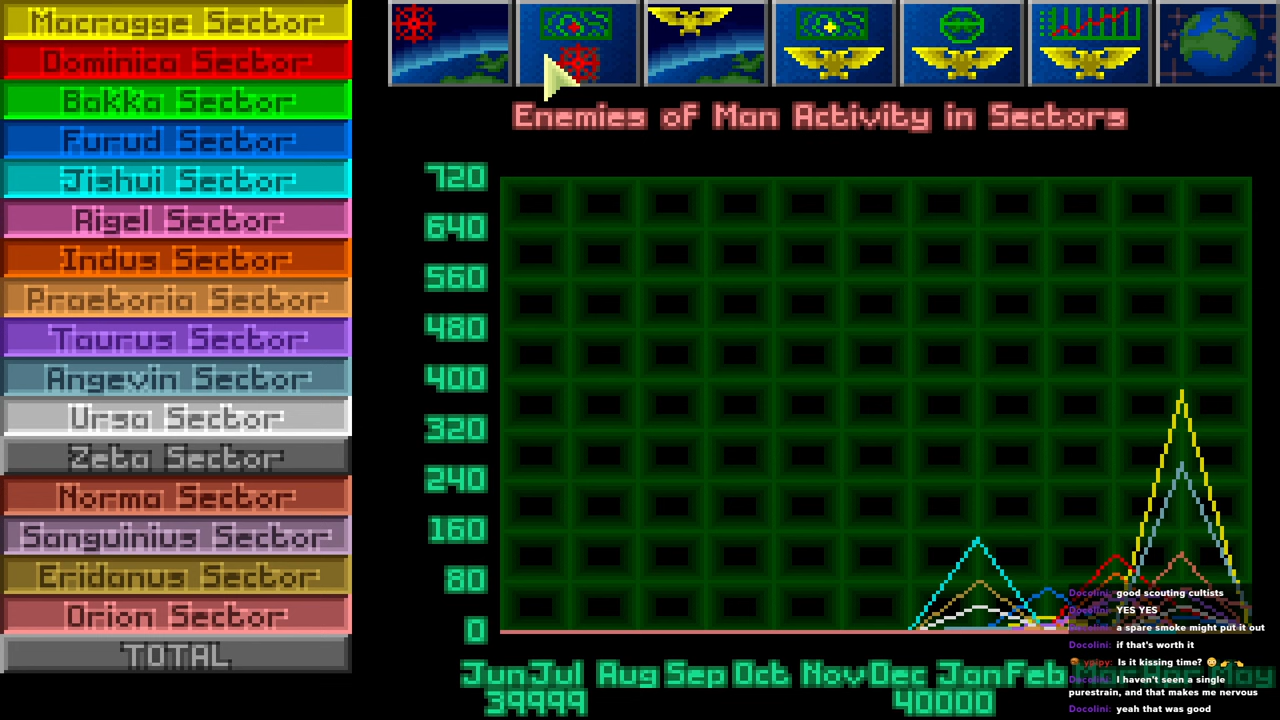 Macragge Sector
Dominica Sector
Bakka Sector
Furud Sector
Jishui Sector
Rigel Sector
Indus Sector
Praetoria Sector
Taurus Sector
Angevin Sector
Ursa Sector
Zeta Sector
Norma Sector
Sanguinius Sector
Eridanus Sector
Orion Sector
TOTAL
Enemies of Man Activity in Sectors
720
640
560
480
400
320
240
160
80
0
Jun Jul Aug Sep Oct Nov Dec Jan Feb
39999 40000
Docolini: good scouting cultists
Docolini: YES YES
Docolini: a spare smoke might put it out
Docolini: if that's worth it
Is it kissing time? 😳 👉 👈
Docolini: I haven't seen a single
purestrain, and that makes me nervous
Docolini: yeah that was good